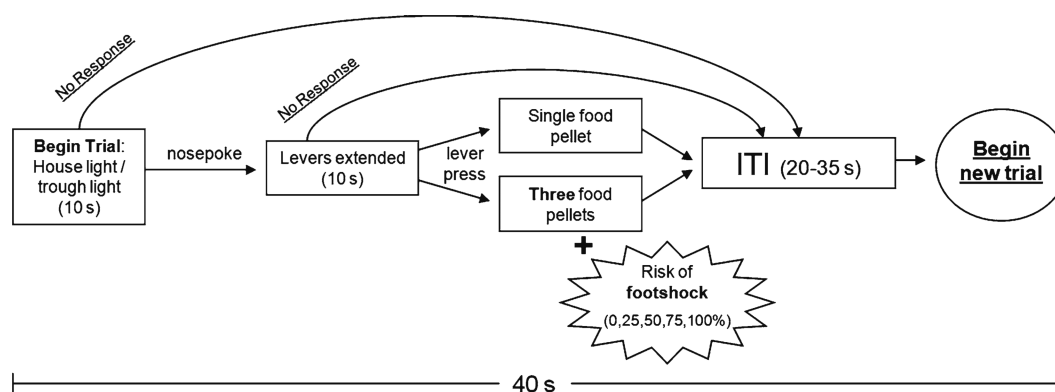 No Response
No Response
Begin Trial:
House light /
trough light
(10 s)
nosepoke
Levers extended
(10 s)
lever
press
Single food
pellet
Three food
pellets
+
Risk of
footshock
(0,25,50,75,100%)
ITI (20-35 s)
Begin
new trial
40 s